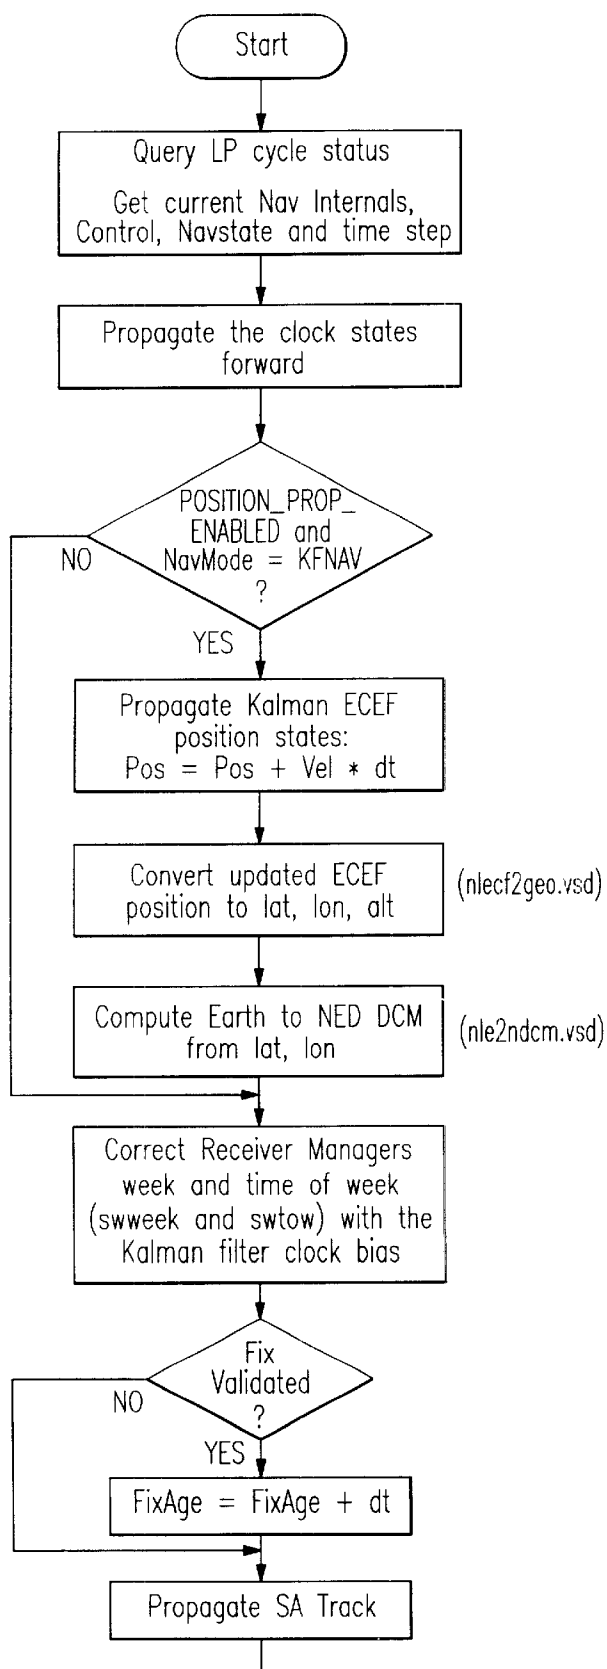 Start
Query LP cycle status
Get current Nav Internals,
Control, Navstate and time step
Propagate the clock states
forward
POSITION_PROP_
ENABLED and
NavMode = KFNAV
?
NO
YES
Propagate Kalman ECEF
position states:
Pos = Pos + Vel * dt
Convert updated ECEF
position to lat, lon, alt
(nlecf2geo.vsd)
Compute Earth to NED DCM
from lat, lon
(nle2ndcm.vsd)
Correct Receiver Managers
week and time of week
(swweek and swtow) with the
Kalman filter clock bias
Fix
Validated
?
NO
YES
FixAge = FixAge + dt
Propagate SA Track